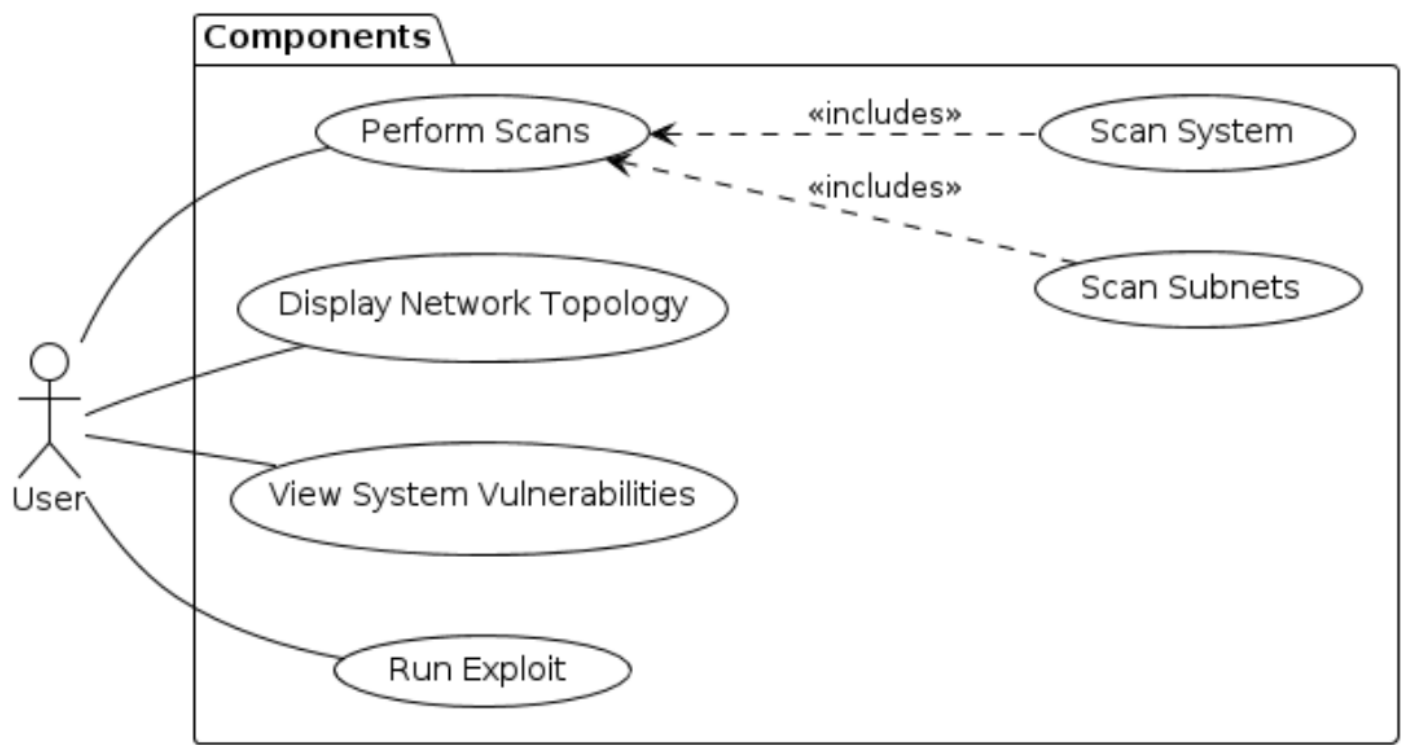 Components
Perform Scans
«includes»
Scan System
«includes»
Scan Subnets
Display Network Topology
View System Vulnerabilities
User
Run Exploit